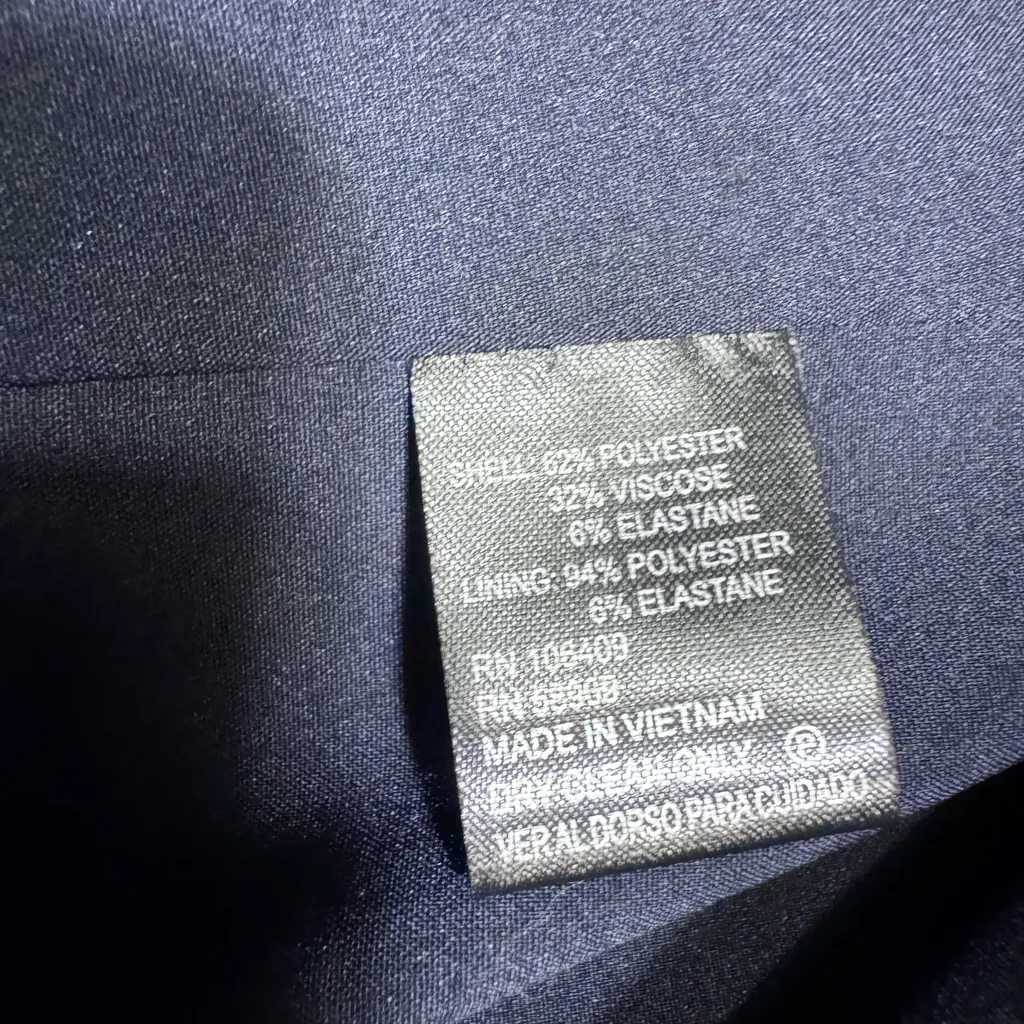 SHELL: 62% POLYESTER
32% VISCOSE
6% ELASTANE
LINING: 94% POLYESTER
6% ELASTANE
RN
RN
MADE IN VIETNAM
DRY CLEAN ONLY P
VER AL DORSO PARA CUIDADO